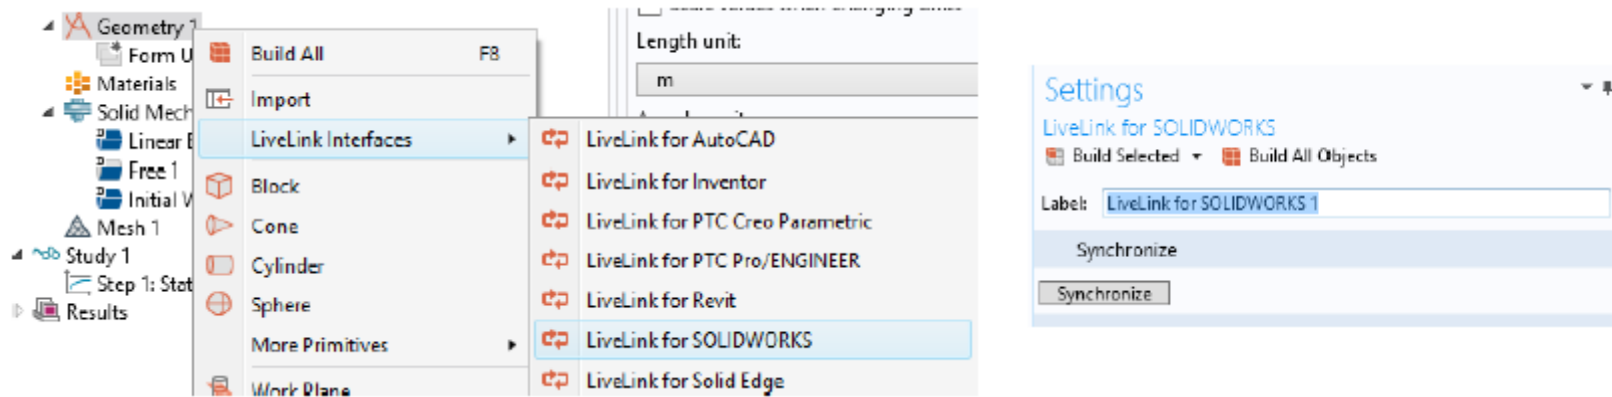 Geometry 1
Form U
Materials
Solid Mech
Linear E
Free 1
Initial V
Mesh 1
Study 1
Step 1: Stat
Results
Build All F8
Import
LiveLink Interfaces
Block
Cone
Cylinder
Sphere
More Primitives
Work Plane
LiveLink for AutoCAD
LiveLink for Inventor
LiveLink for PTC Creo Parametric
LiveLink for PTC Pro/ENGINEER
LiveLink for Revit
LiveLink for SOLIDWORKS
LiveLink for Solid Edge
Length unit:
m
Settings
LiveLink for SOLIDWORKS
Build Selected Build All Objects
Label: LiveLink for SOLIDWORKS 1
Synchronize
Synchronize